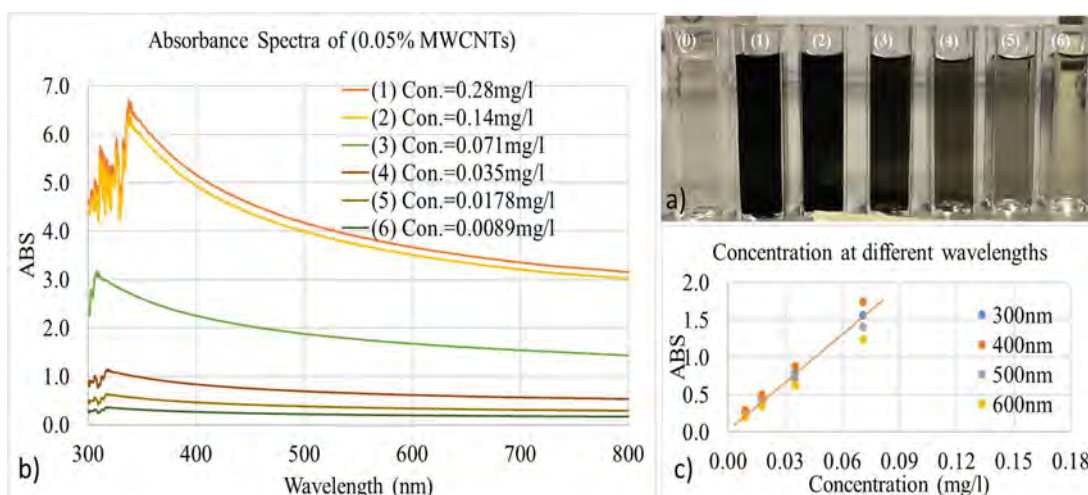 Absorbance Spectra of (0.05% MWCNTs)
7.0
6.0
5.0
4.0
3.0
2.0
1.0
0.0
ABS
(1) Con.=0.28mg/l
(2) Con.=0.14mg/l
(3) Con.=0.071mg/l
(4) Con.=0.035mg/l
(5) Con.=0.0178mg/l
(6) Con.=0.0089mg/l
300 400 500 600 700 800
b)
Wavelength (nm)
(0) (1) (2) (3) (4) (5) (6)
a)
Concentration at different wavelengths
2.0
1.5
1.0
0.5
0.0
ABS
300nm
400nm
500nm
600nm
0.00 0.03 0.06 0.09 0.12 0.15 0.18
c)
Concentration (mg/l)